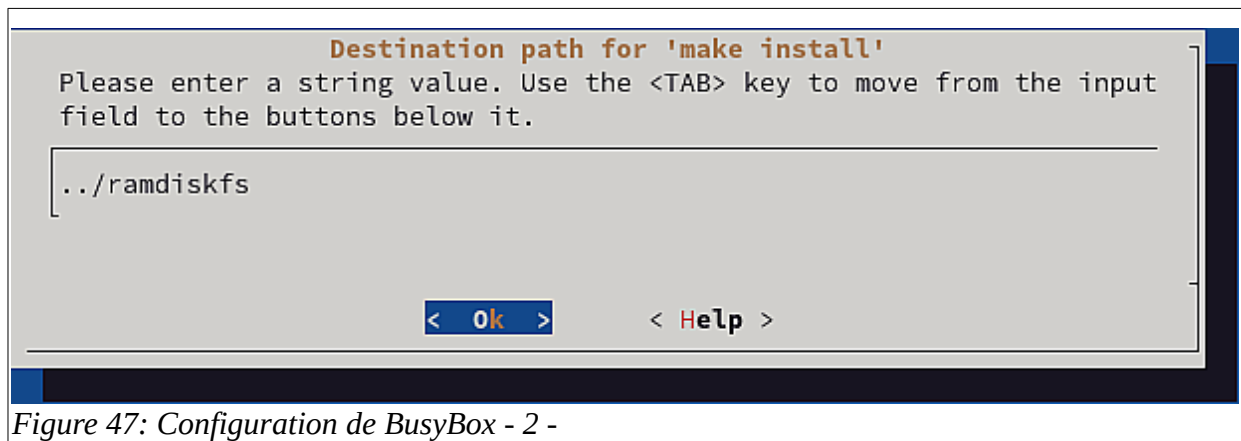 Destination path for 'make install'
Please enter a string value. Use the <TAB> key to move from the input
field to the buttons below it.
../ramdiskfs
< Ok > < Help >
Figure 47: Configuration de BusyBox - 2 -